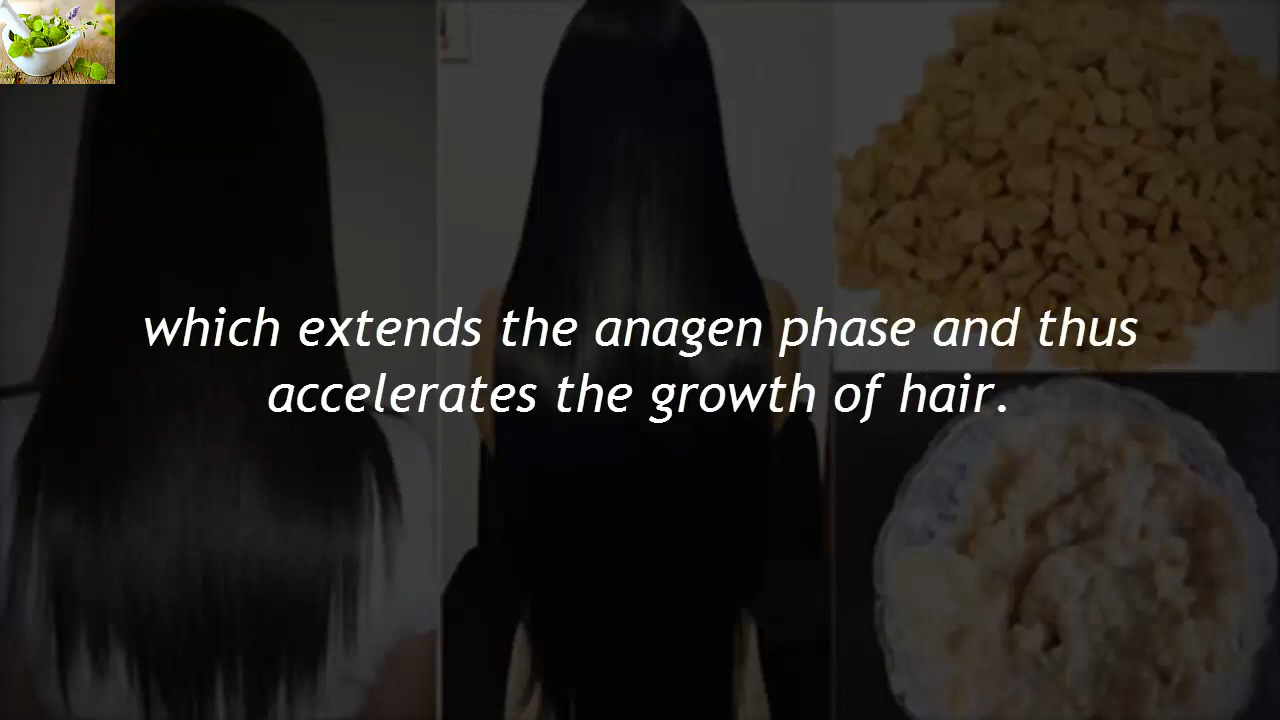 which extends the anagen phase and thus
accelerates the growth of hair.